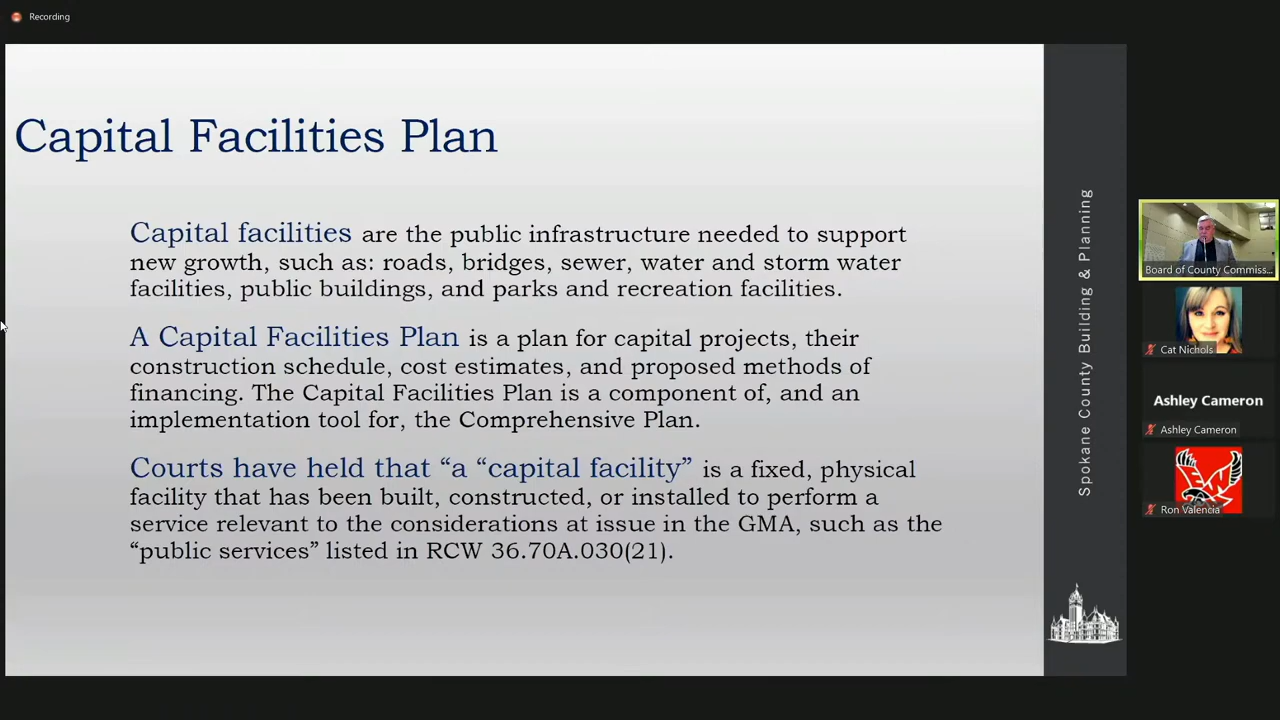 Recording
Capital Facilities Plan
Capital facilities are the public infrastructure needed to support
new growth, such as: roads, bridges, sewer, water and storm water
facilities, public buildings, and parks and recreation facilities.
A Capital Facilities Plan is a plan for capital projects, their
construction schedule, cost estimates, and proposed methods of
financing. The Capital Facilities Plan is a component of, and an
implementation tool for, the Comprehensive Plan.
Courts have held that “a “capital facility” is a fixed, physical
facility that has been built, constructed, or installed to perform a
service relevant to the considerations at issue in the GMA, such as the
“public services” listed in RCW 36.70A.030(21).
Spokane County Building & Planning
Board of County Commiss...
Cat Nichols
Ashley Cameron
Ashley Cameron
Ron Valencia